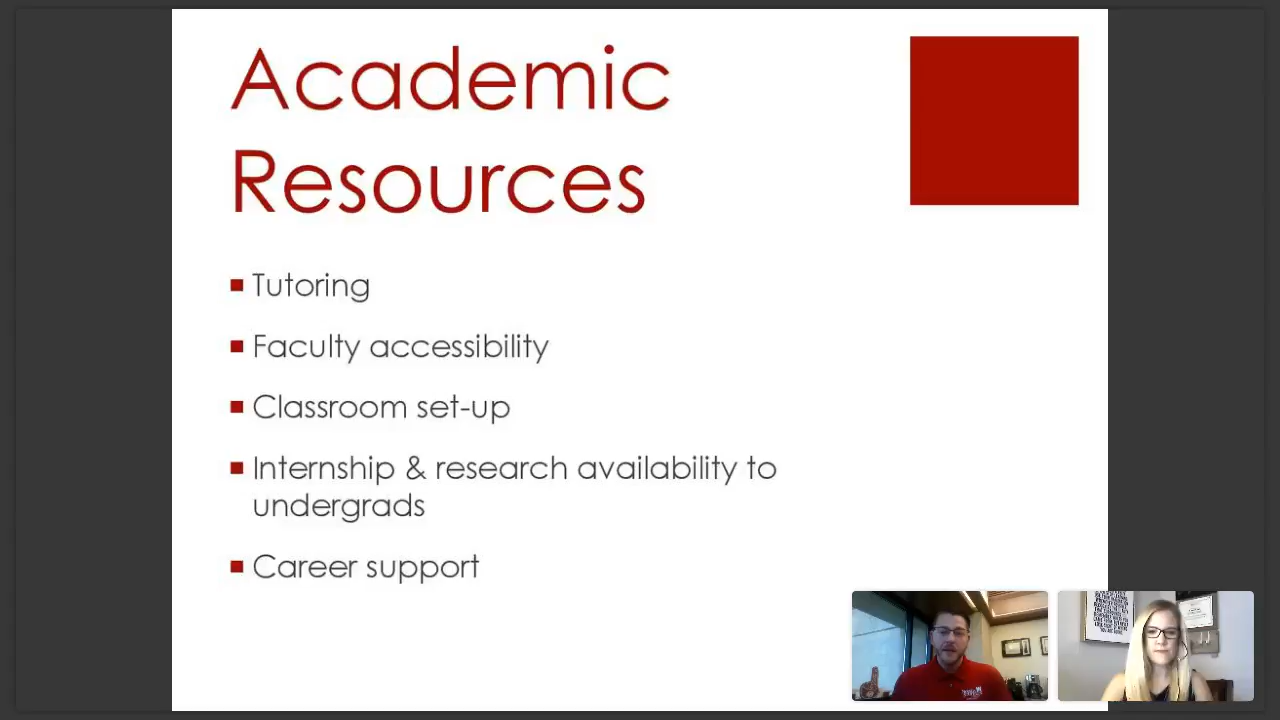 Academic
Resources
Tutoring
Faculty accessibility
Classroom set-up
Internship & research availability to
undergrads
Career support